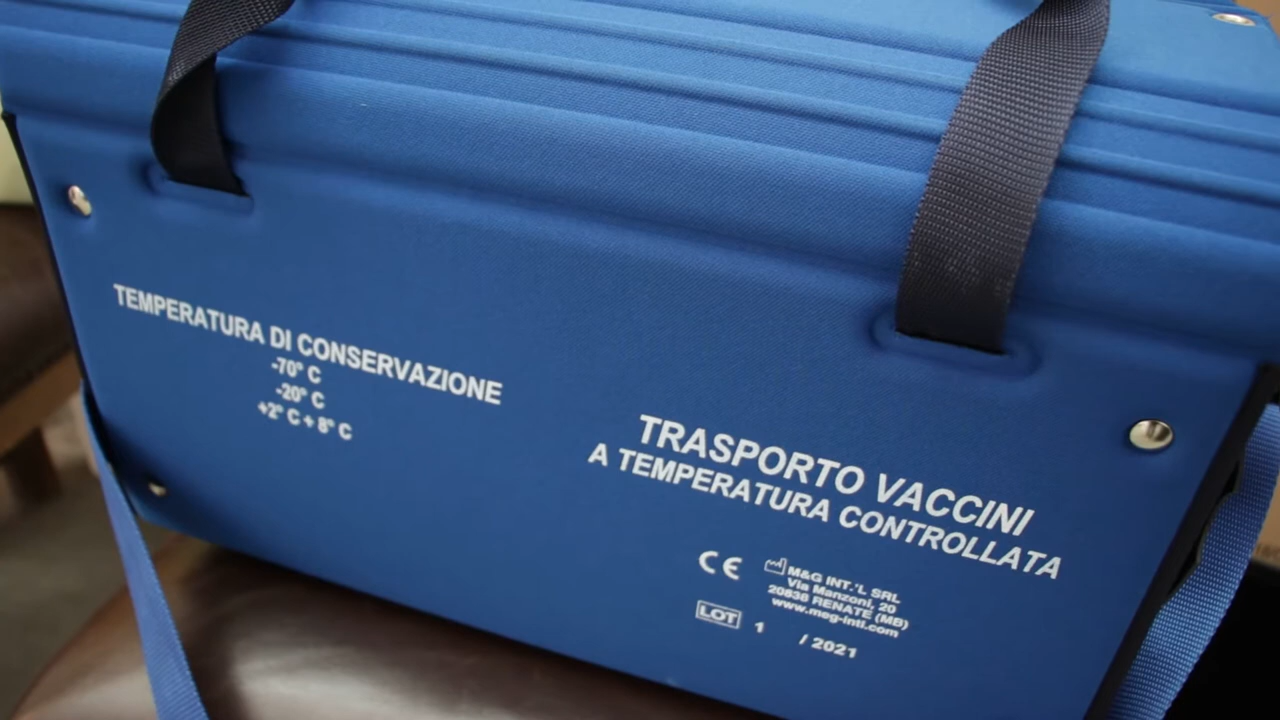 TEMPERATURA DI CONSERVAZIONE
-70° C
-20° C
+2° C + 8° C
TRASPORTO VACCINI
A TEMPERATURA CONTROLLATA
CE
M&G INT.'L SRL
Via Manzoni, 20
20838 RENATE (MB)
www.meg-intl.com
LOT 1 / 2021